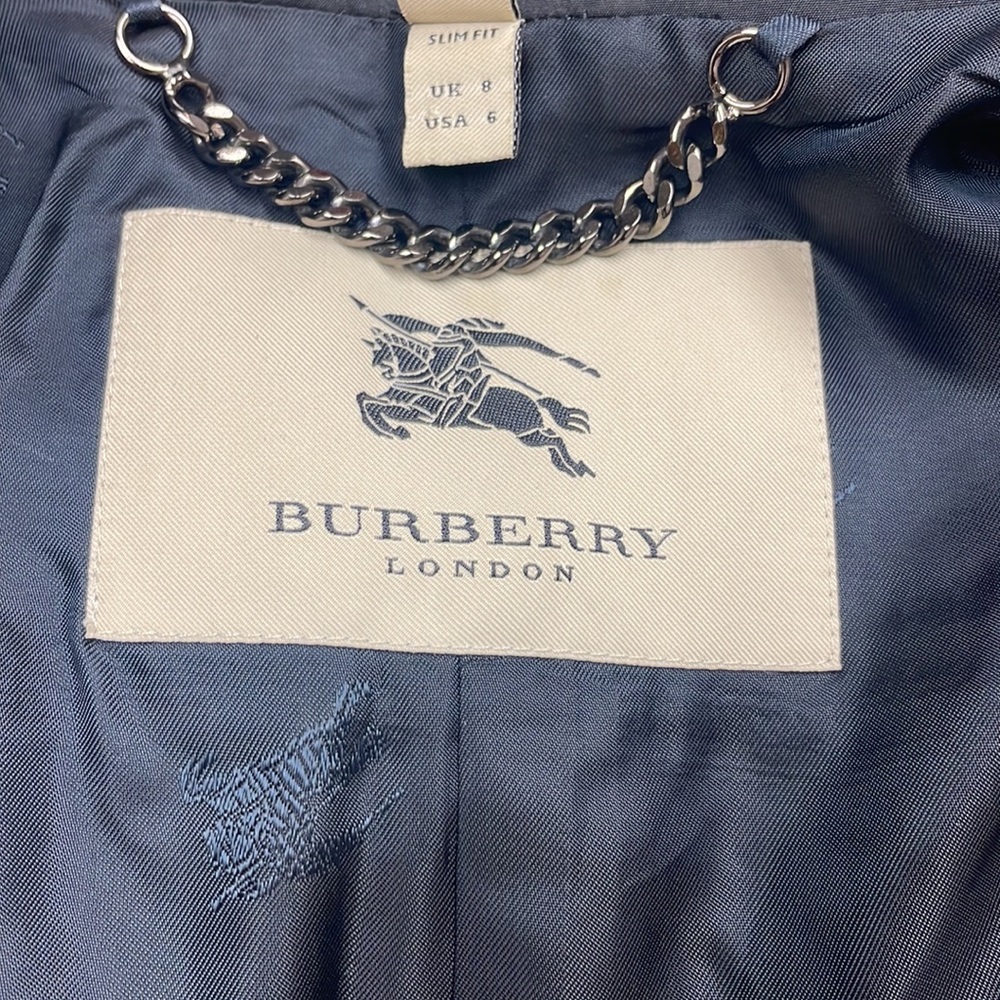 SLIM FIT
UK 8
USA 6
BURBERRY
LONDON